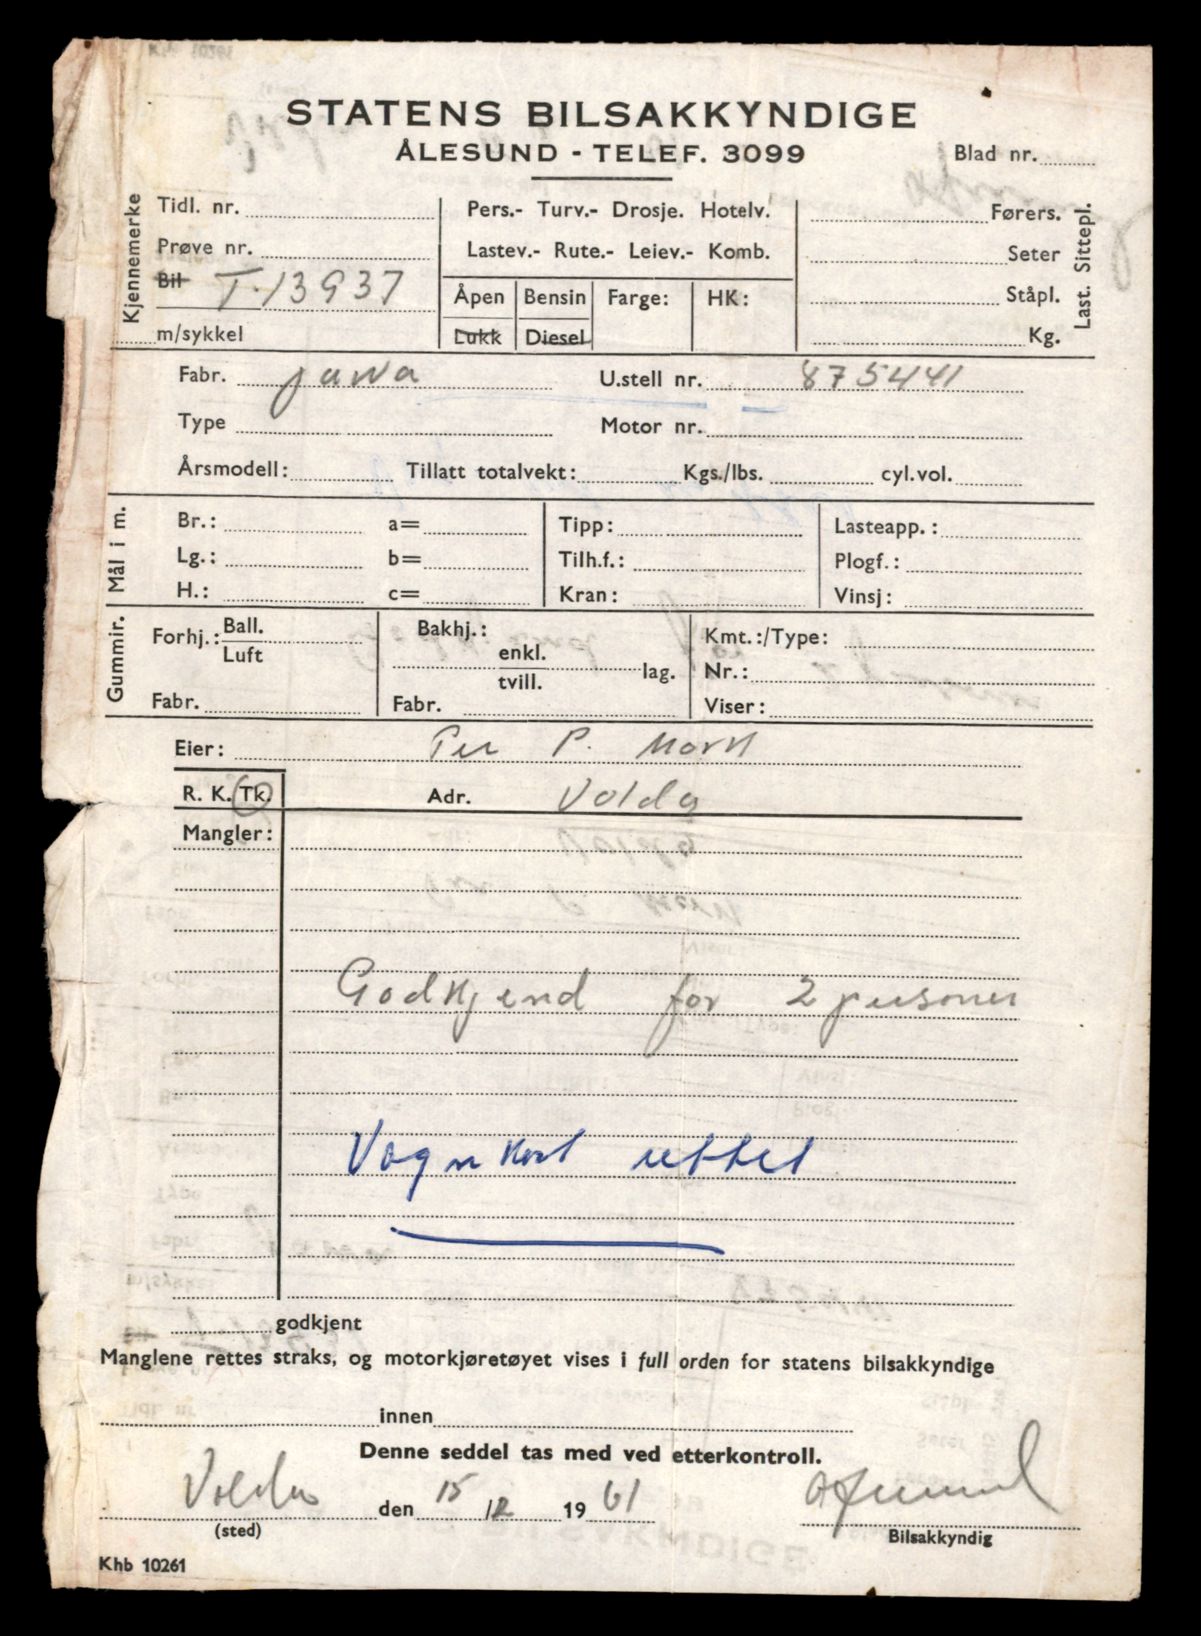 STATENS BILSAKKYNDIGE
ÅLESUND - TELEF. 3099
Blad nr.
Kjennemerke
Tidl. nr.
Prøve nr.
Bil T-13937
m/sykkel
Pers.- Turv.- Drosje. Hotelv.
Lastev.- Rute.- Leiev.- Komb.
Åpen Bensin Farge: HK:
Lukk Diesel
Førers.
Seter
Ståpl.
Kg.
Last. Sittepl.
Fabr. Jawa U.stell nr. 875441
Type Motor nr.
Årsmodell: Tillatt totalvekt: Kgs./lbs. cyl.vol.
Mål i m.
Br.: a= Tipp: Lasteapp.:
Lg.: b= Tilh.f.: Plogf.:
H.: c= Kran: Vinsj:
Gummir.
Forhj.: Ball. Luft
Fabr.
Bakhj.:
enkl.
tvill. lag.
Fabr.
Kmt.:/Type:
Nr.:
Viser:
Eier: Per P. Mork
R. K. Tk. Adr. Volda
Mangler:
Godkjend for 2 personer
Vognkort rettet
godkjent
Manglene rettes straks, og motorkjøretøyet vises i full orden for statens bilsakkyndige
innen
Denne seddel tas med ved etterkontroll.
Volda den 15/12 1961
(sted)
Bilsakkyndig
Khb 10261